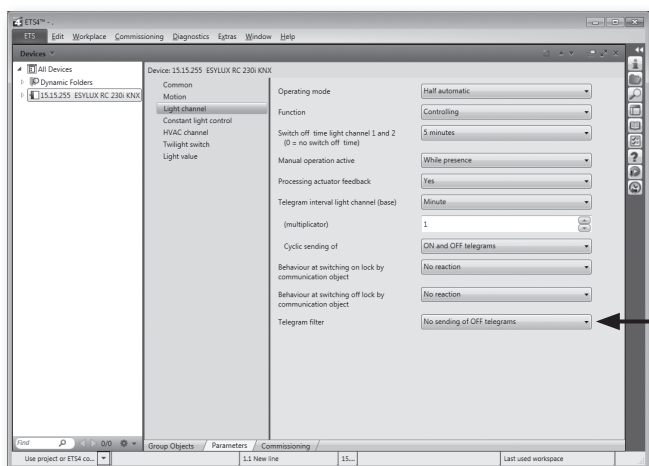 ETS4™ - .
ETS Edit Workplace Commissioning Diagnostics Extras Window Help
Devices
All Devices
Dynamic Folders
15.15.255 ESYLUX RC 230i KNX
Device: 15.15.255 ESYLUX RC 230i KNX
Common
Motion
Light channel
Constant light control
HVAC channel
Twilight switch
Light value
Operating mode Half automatic
Function Controlling
Switch off time light channel 1 and 2 5 minutes
(0 = no switch off time)
Manual operation active While presence
Processing actuator feedback Yes
Telegram interval light channel (base) Minute
(multiplicator) 1
Cyclic sending of ON and OFF telegrams
Behaviour at switching on lock by No reaction
communication object
Behaviour at switching off lock by No reaction
communication object
Telegram filter No sending of OFF telegrams
Find 0/0
Group Objects Parameters Commissioning
Use project or ETS4 co... 1.1 New line 15.... Last used workspace